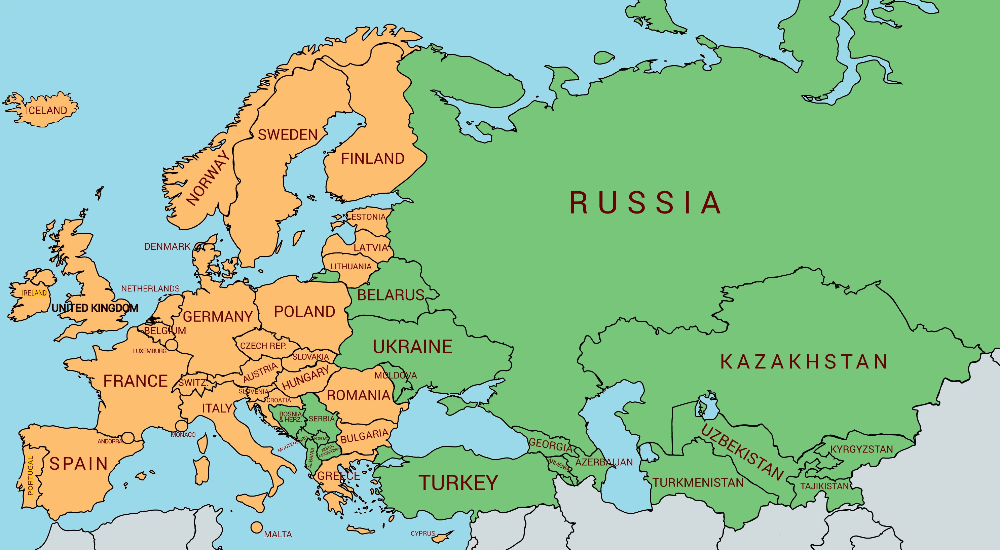 ICELAND
SWEDEN
FINLAND
NORWAY
RUSSIA
ESTONIA
DENMARK
LATVIA
LITHUANIA
NETHERLANDS
IRELAND
BELARUS
UNITED KINGDOM
GERMANY
POLAND
BELGIUM
CZECH REP.
UKRAINE
LUXEMBURG
SLOVAKIA
KAZAKHSTAN
AUSTRIA
HUNGARY
MOLDOVA
FRANCE
SWITZ.
SLOVENIA
ROMANIA
CROATIA
ITALY
BOSNIA
& HERZ.
SERBIA
MONACO
BULGARIA
KOSOVO
ANDORRA
MONTENEGRO
GEORGIA
UZBEKISTAN
KYRGYZSTAN
NORTH
MACEDONIA
ALBANIA
SPAIN
PORTUGAL
ARMENIA
AZERBAIJAN
GREECE
TURKEY
TURKMENISTAN
TAJIKISTAN
MALTA
CYPRUS